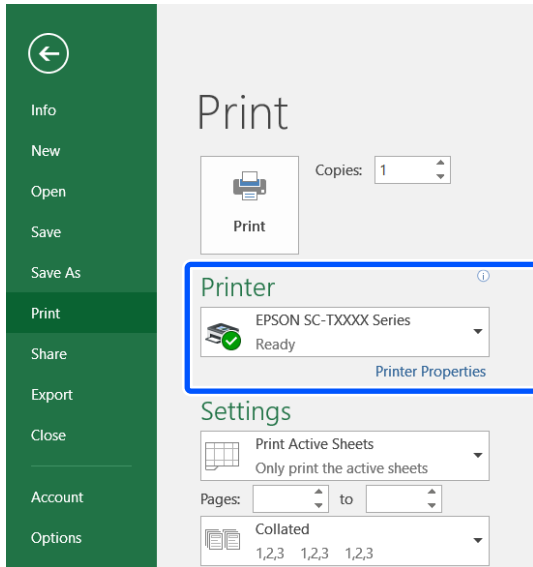 Info
New
Open
Save
Save As
Print
Share
Export
Close
Account
Options
Print
Copies: 1
Print
Printer
EPSON SC-TXXXX Series
Ready
Printer Properties
Settings
Print Active Sheets
Only print the active sheets
Pages: to
Collated
1,2,3 1,2,3 1,2,3